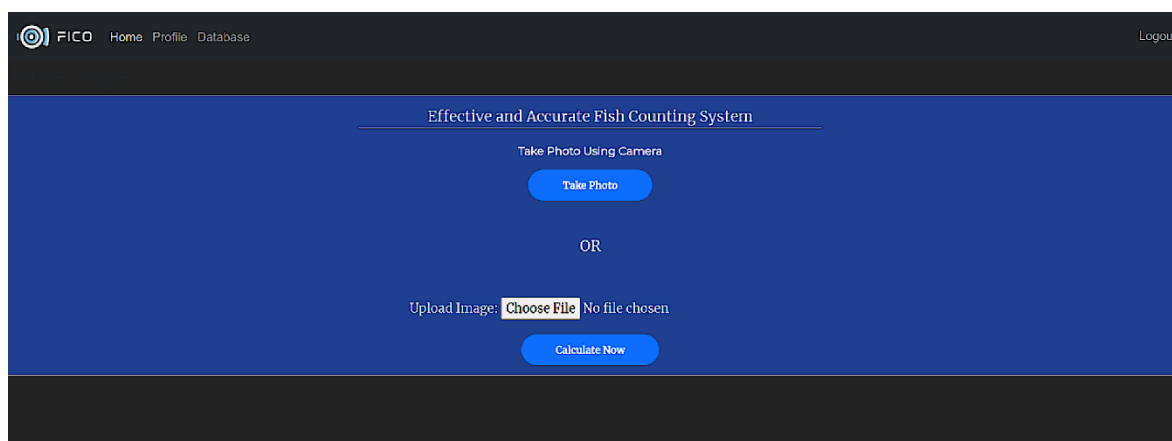 FICO Home Profile Database Logou
Effective and Accurate Fish Counting System
Take Photo Using Camera
Take Photo
OR
Upload Image: Choose File No file chosen
Calculate Now